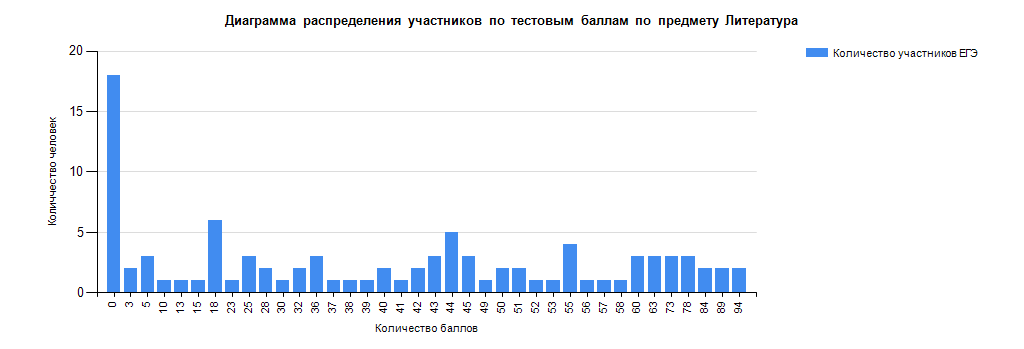 Диаграмма распределения участников по тестовым баллам по предмету Литература
20
15
10
5
0
Количчество человек
Количество участников ЕГЭ
0 3 5 10 13 15 18 23 25 28 30 32 36 37 38 39 40 41 42 43 44 45 49 50 51 52 53 55 56 57 58 60 63 73 78 84 89 94
Количество баллов